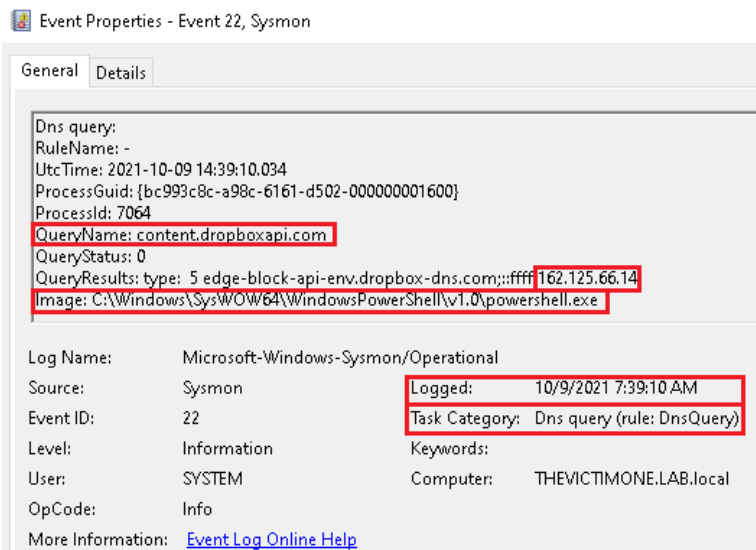 Event Properties - Event 22, Sysmon
General Details
Dns query:
RuleName: -
UtcTime: 2021-10-09 14:39:10.034
ProcessGuid: {bc993c8c-a98c-6161-d502-000000001600}
ProcessId: 7064
QueryName: content.dropboxapi.com
QueryStatus: 0
QueryResults: type:  5 edge-block-api-env.dropbox-dns.com;::ffff:162.125.66.14
Image: C:\Windows\SysWOW64\WindowsPowerShell\v1.0\powershell.exe
Log Name: Microsoft-Windows-Sysmon/Operational
Source: Sysmon Logged: 10/9/2021 7:39:10 AM
Event ID: 22 Task Category: Dns query (rule: DnsQuery)
Level: Information Keywords:
User: SYSTEM Computer: THEVICTIMONE.LAB.local
OpCode: Info
More Information: Event Log Online Help